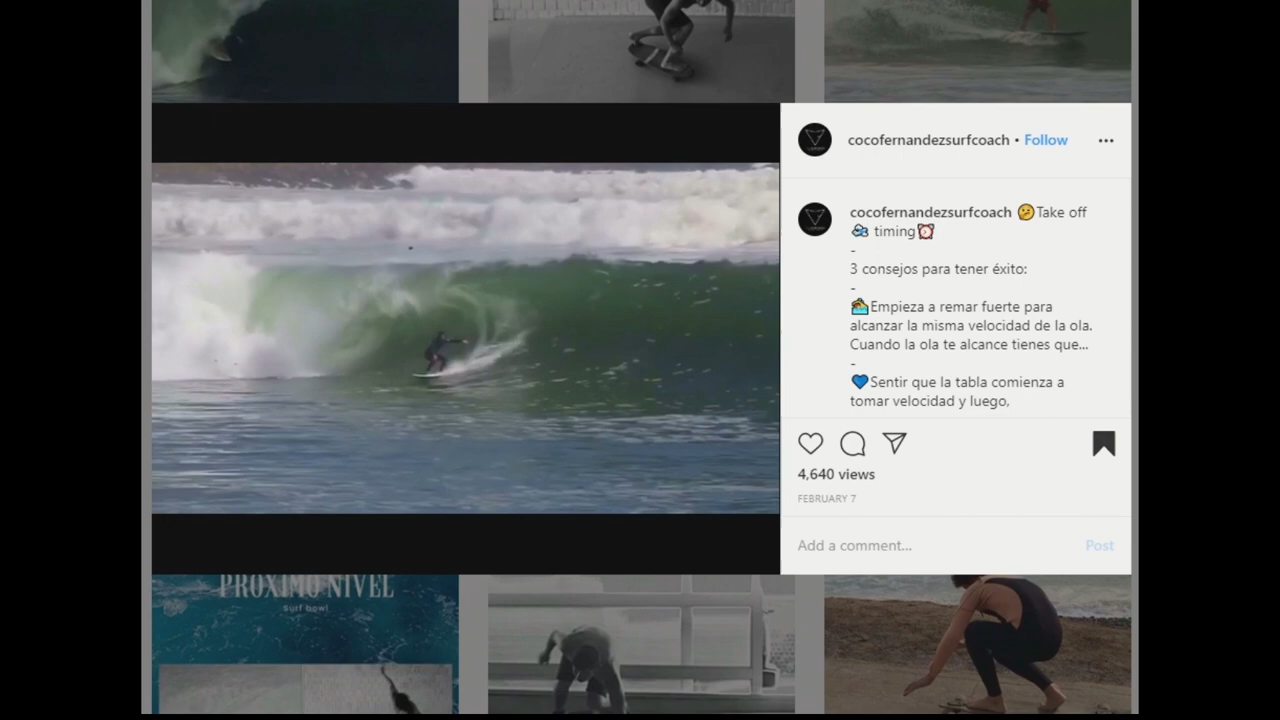 cocofernandezsurfcoach • Follow
cocofernandezsurfcoach 😕Take off
🌬 timing⏰
-
3 consejos para tener éxito:
-
🏊Empieza a remar fuerte para
alcanzar la misma velocidad de la ola.
Cuando la ola te alcance tienes que...
-
💙Sentir que la tabla comienza a
tomar velocidad y luego,
4,640 views
FEBRUARY 7
Add a comment... Post
PROXIMO NIVEL
Surf bowl